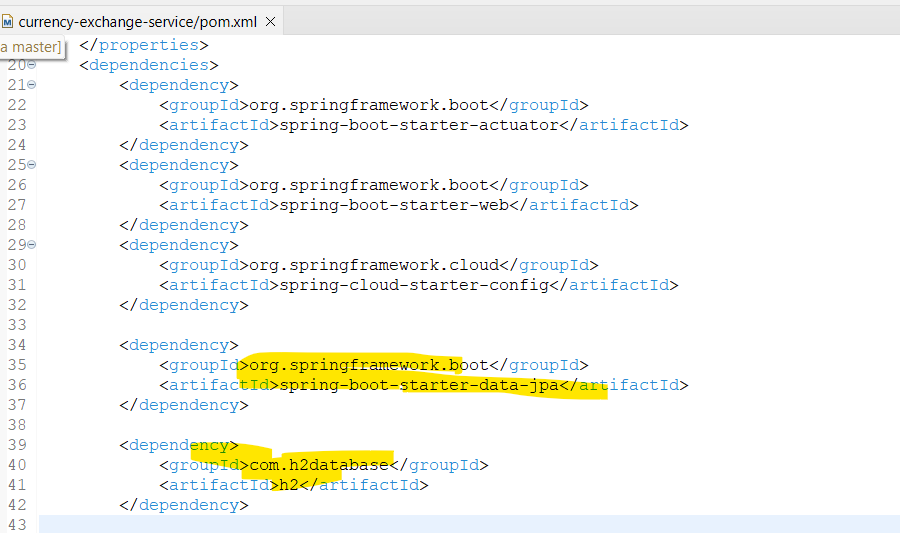 currency-exchange-service/pom.xml
a master]
</properties>
20 <dependencies>
21 <dependency>
22 <groupId>org.springframework.boot</groupId>
23 <artifactId>spring-boot-starter-actuator</artifactId>
24 </dependency>
25 <dependency>
26 <groupId>org.springframework.boot</groupId>
27 <artifactId>spring-boot-starter-web</artifactId>
28 </dependency>
29 <dependency>
30 <groupId>org.springframework.cloud</groupId>
31 <artifactId>spring-cloud-starter-config</artifactId>
32 </dependency>
33
34 <dependency>
35 <groupId>org.springframework.boot</groupId>
36 <artifactId>spring-boot-starter-data-jpa</artifactId>
37 </dependency>
38
39 <dependency>
40 <groupId>com.h2database</groupId>
41 <artifactId>h2</artifactId>
42 </dependency>
43